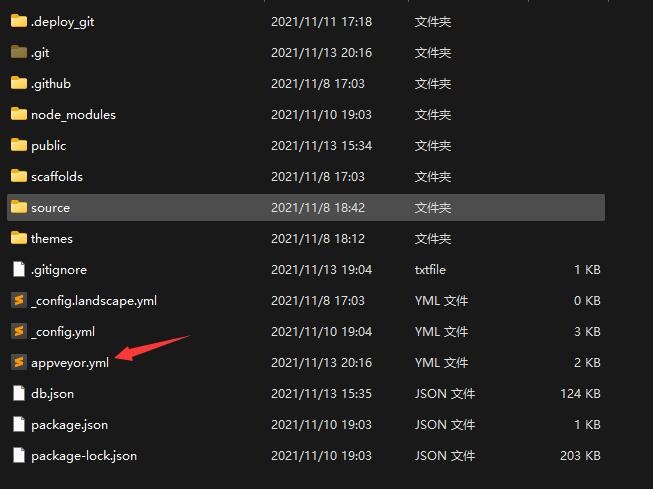 .deploy_git 2021/11/11 17:18 文件夹
.git 2021/11/13 20:16 文件夹
.github 2021/11/8 17:03 文件夹
node_modules 2021/11/10 19:03 文件夹
public 2021/11/13 15:34 文件夹
scaffolds 2021/11/8 17:03 文件夹
source 2021/11/8 18:42 文件夹
themes 2021/11/8 18:12 文件夹
.gitignore 2021/11/13 19:04 txtfile 1 KB
_config.landscape.yml 2021/11/8 17:03 YML 文件 0 KB
_config.yml 2021/11/10 19:04 YML 文件 3 KB
appveyor.yml 2021/11/13 20:16 YML 文件 2 KB
db.json 2021/11/13 15:35 JSON 文件 124 KB
package.json 2021/11/10 19:03 JSON 文件 1 KB
package-lock.json 2021/11/10 19:03 JSON 文件 203 KB